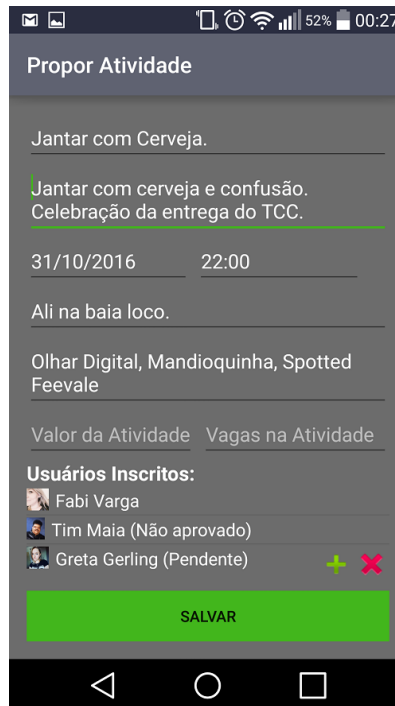 52% 00:27
Propor Atividade
Jantar com Cerveja.
Jantar com cerveja e confusão.
Celebração da entrega do TCC.
31/10/2016 22:00
Ali na baia loco.
Olhar Digital, Mandioquinha, Spotted
Feevale
Valor da Atividade Vagas na Atividade
Usuários Inscritos:
Fabi Varga
Tim Maia (Não aprovado)
Greta Gerling (Pendente)
SALVAR